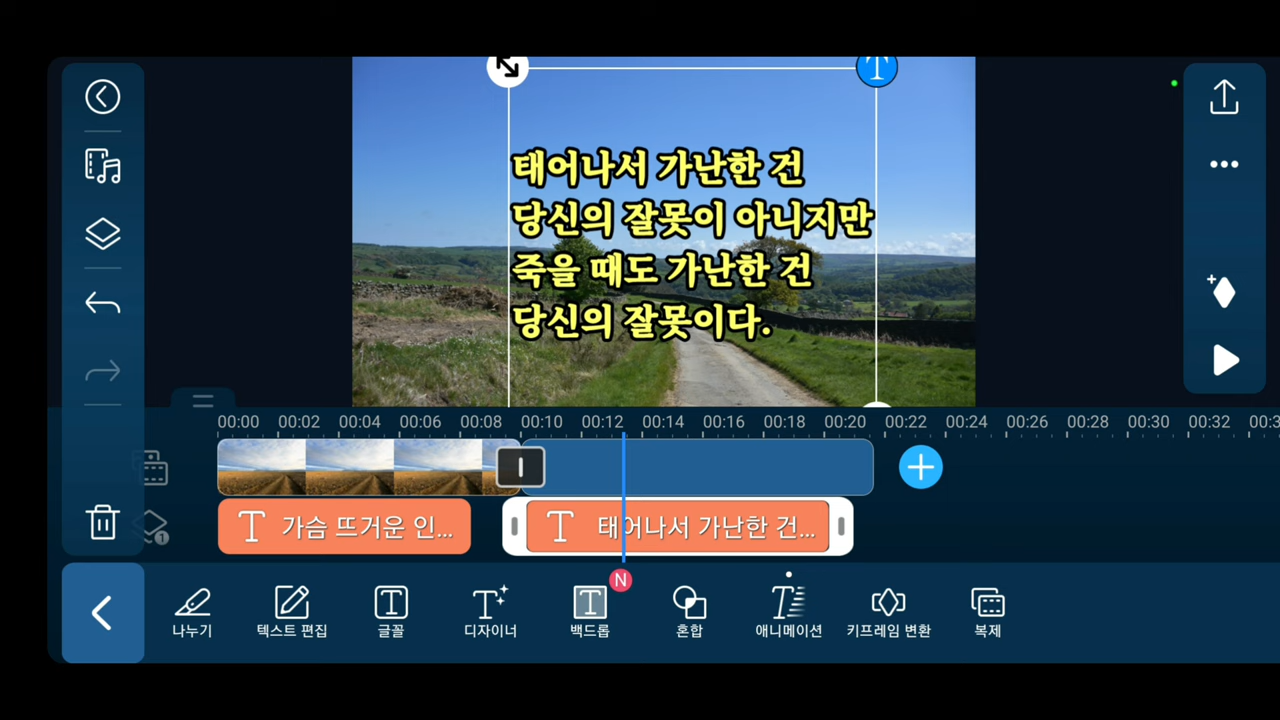 태어나서 가난한 건
당신의 잘못이 아니지만
죽을 때도 가난한 건
당신의 잘못이다.
00:00 00:02 00:04 00:06 00:08 00:10 00:12 00:14 00:16 00:18 00:20 00:22 00:24 00:26 00:28 00:30 00:32 00:3
T 가슴 뜨거운 인...
T 태어나서 가난한 건...
1
N
나누기 텍스트 편집 글꼴 디자이너 백드롭 혼합 애니메이션 키프레임 변환 복제